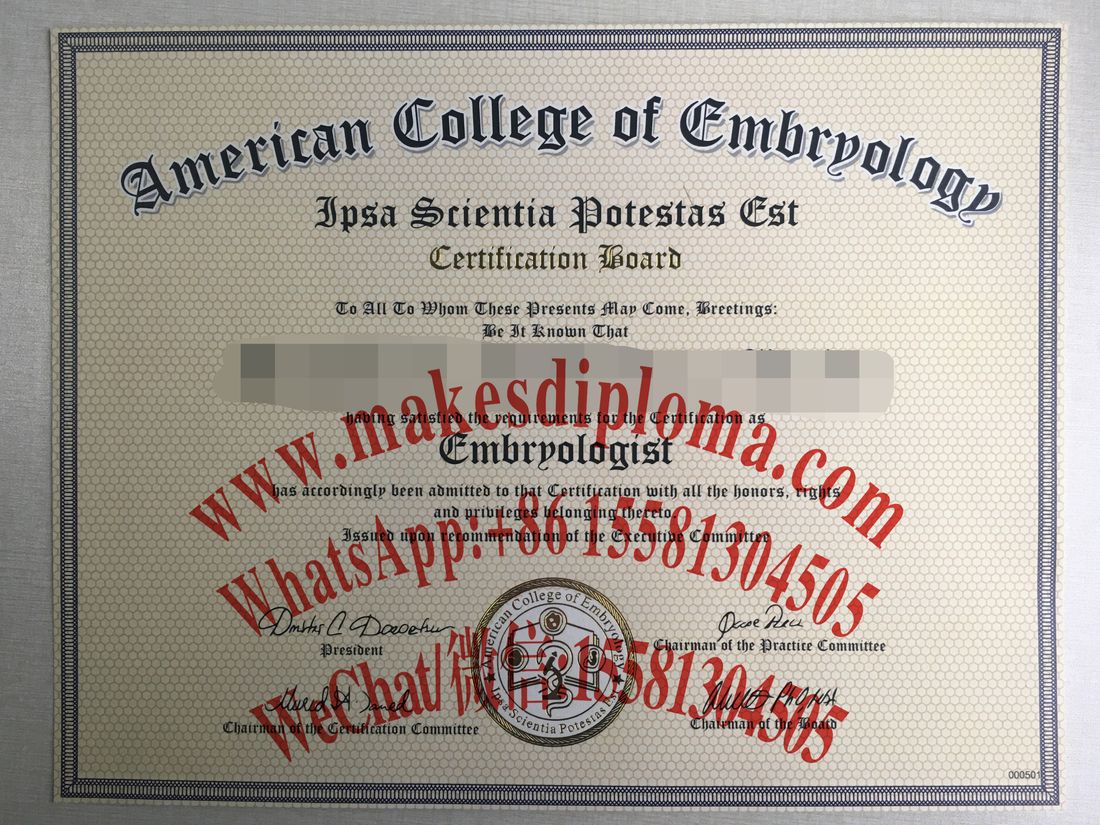 American College of Embryology
Ipsa Scientia Potestas Est
Certification Board
To All To Whom These Presents May Come, Greetings:
Be It Known That
www.makesdiploma.com
having satisfied the requirements for the Certification as
Embryologist
has accordingly been admitted to that Certification with all the honors, rights
and privileges belonging thereto
Issued upon recommendation of the Executive Committee
WhatsApp:+86 15581304505
President
Chairman of the Practice Committee
American College of Embryology
Ipsa Scientia Potestas Est
WeChat/微信:15581304505
Chairman of the Certification Committee
Chairman of the Board
000501